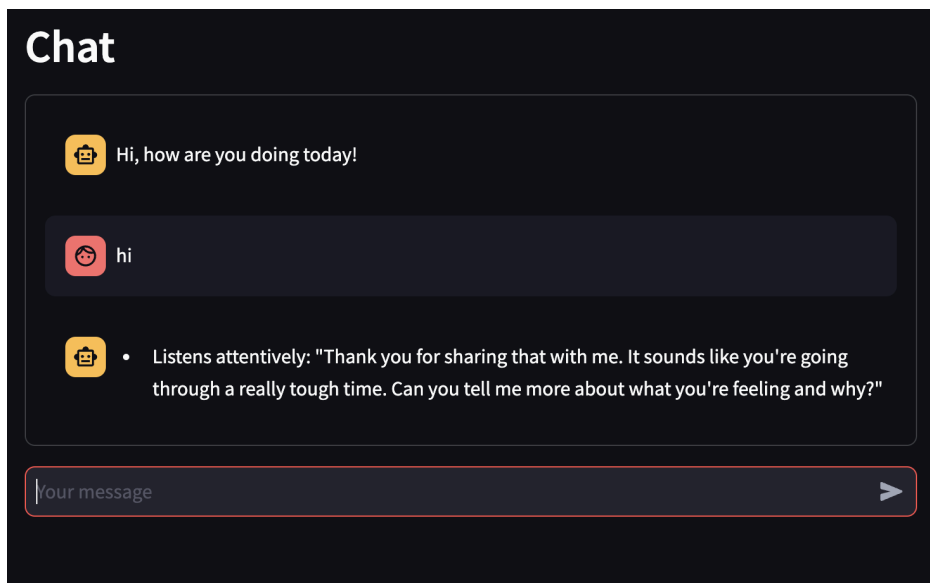 Chat
Hi, how are you doing today!
hi
• Listens attentively: "Thank you for sharing that with me. It sounds like you're going
through a really tough time. Can you tell me more about what you're feeling and why?"
Your message